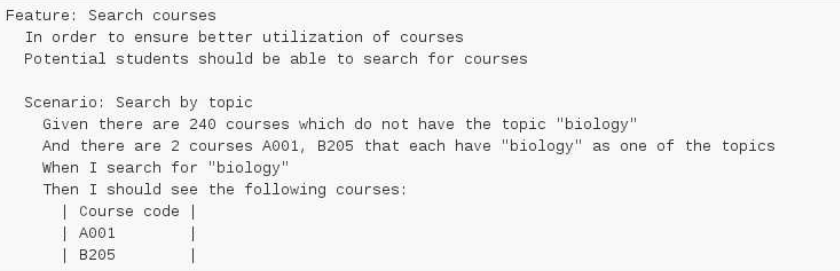 Feature: Search courses
In order to ensure better utilization of courses
Potential students should be able to search for courses
Scenario: Search by topic
Given there are 240 courses which do not have the topic "biology"
And there are 2 courses A001, B205 that each have "biology" as one of the topics
When I search for "biology"
Then I should see the following courses:
| Course code |
| A001 |
| B205 |